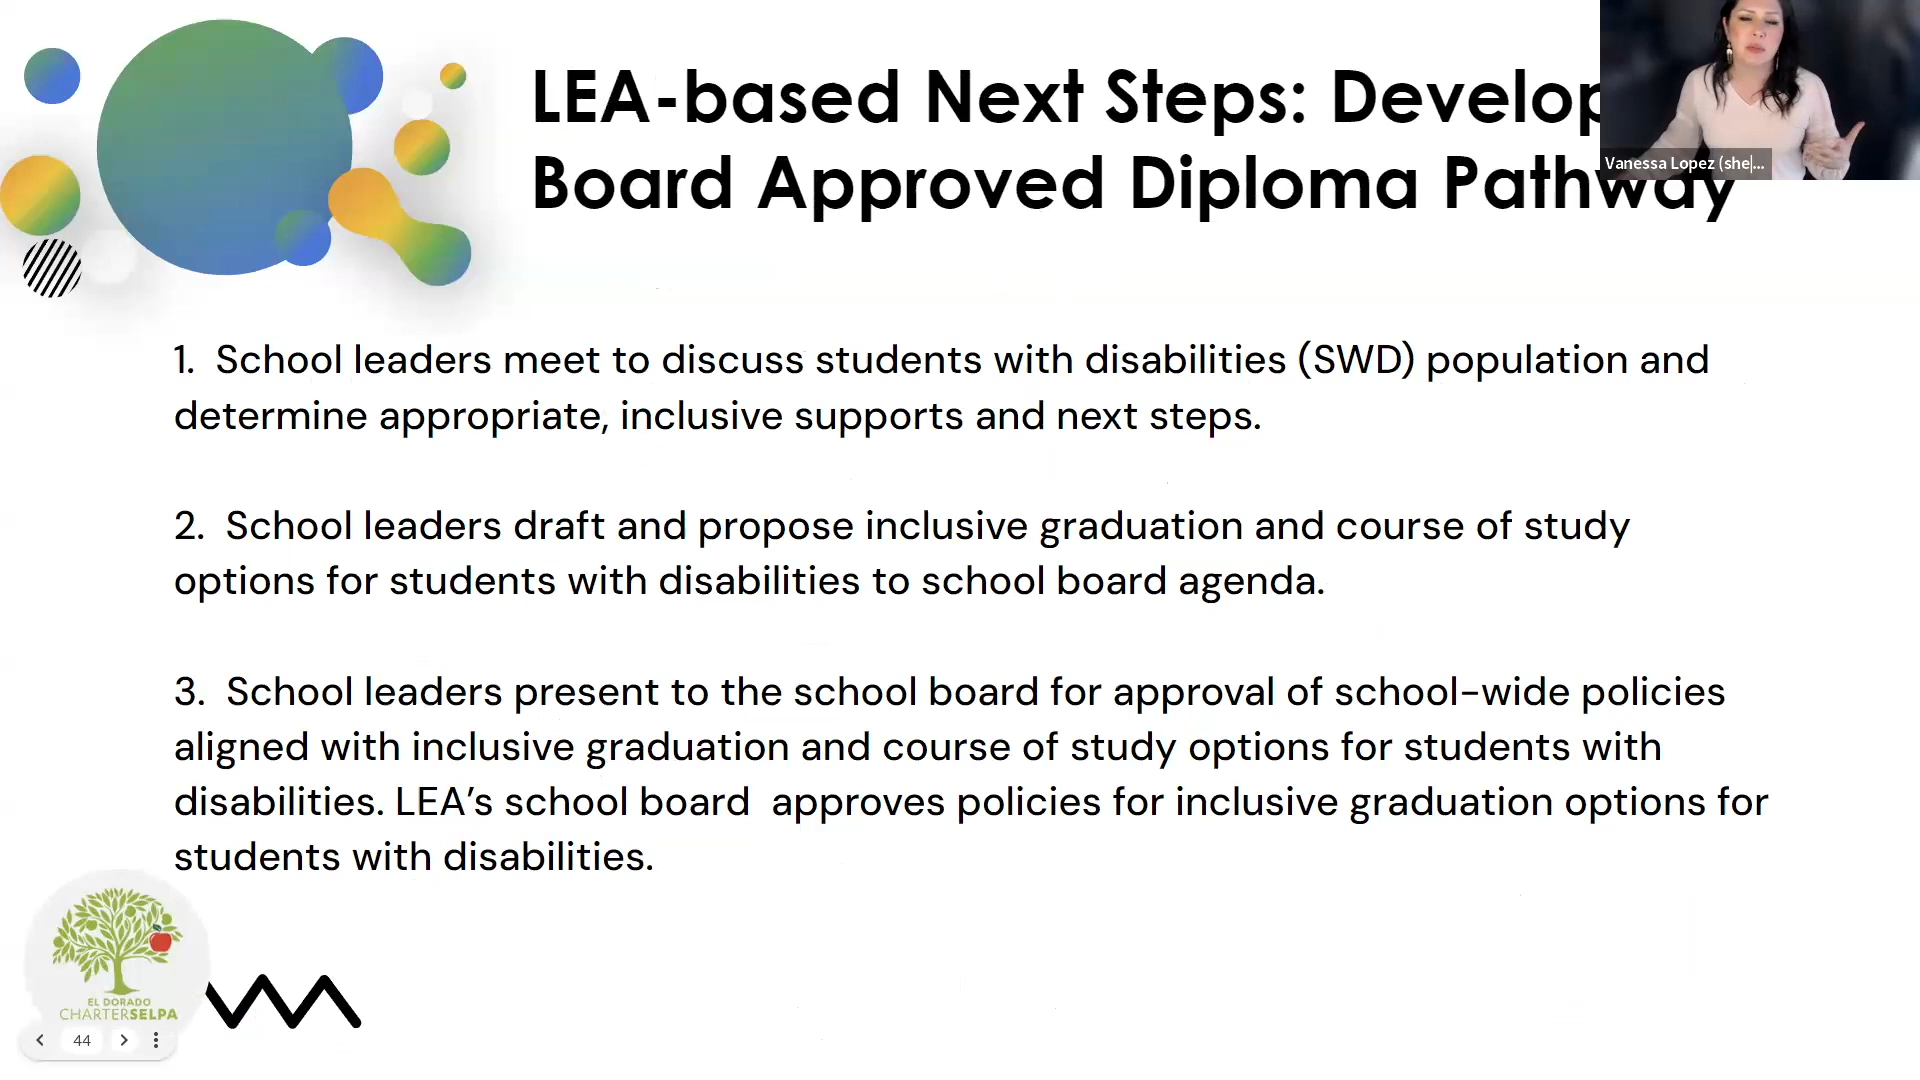 LEA-based Next Steps: Develop
Board Approved Diploma Pathway
Vanessa Lopez (she|...
1. School leaders meet to discuss students with disabilities (SWD) population and
determine appropriate, inclusive supports and next steps.
2. School leaders draft and propose inclusive graduation and course of study
options for students with disabilities to school board agenda.
3. School leaders present to the school board for approval of school-wide policies
aligned with inclusive graduation and course of study options for students with
disabilities. LEA’s school board approves policies for inclusive graduation options for
students with disabilities.
EL DORADO
CHARTERSELPA
44